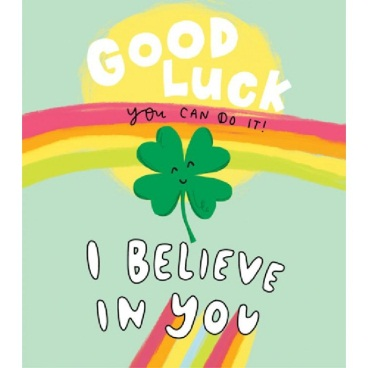 GOOD
LUCK
you CAN DO IT!
I BELIEVE
IN YOU